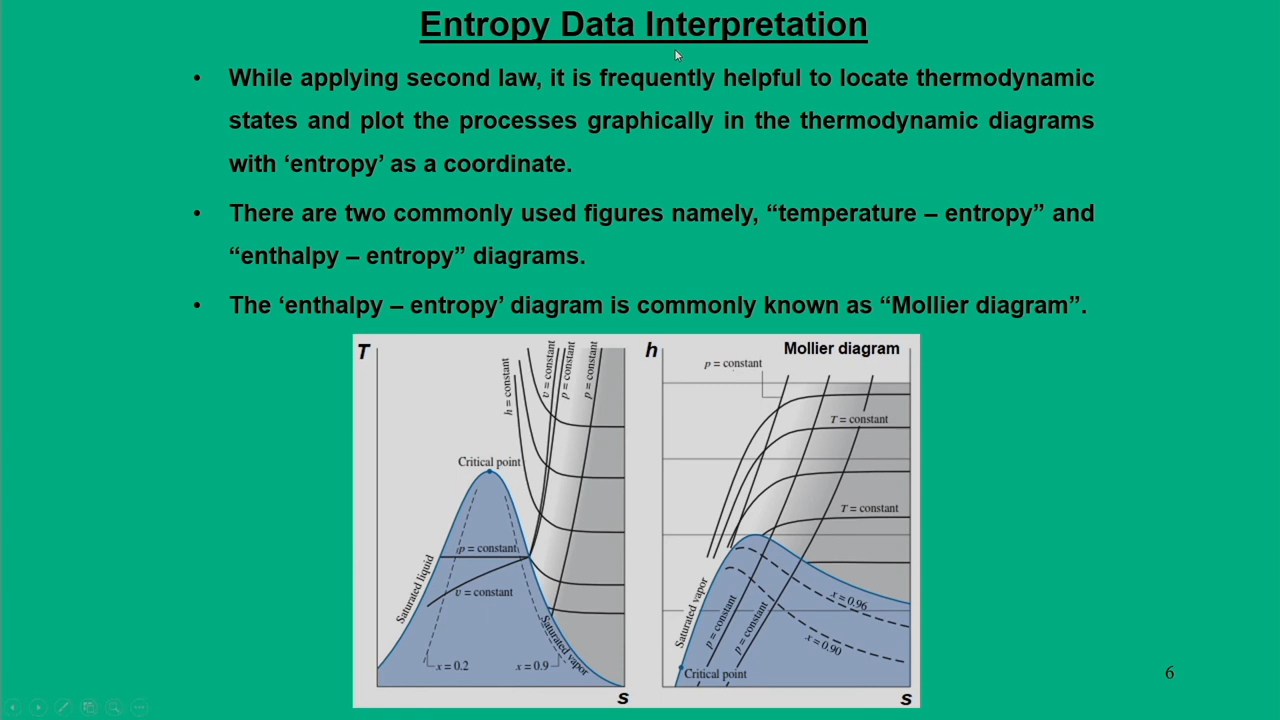 Entropy Data Interpretation
• While applying second law, it is frequently helpful to locate thermodynamic
states and plot the processes graphically in the thermodynamic diagrams
with ‘entropy’ as a coordinate.
• There are two commonly used figures namely, “temperature – entropy” and
“enthalpy – entropy” diagrams.
• The ‘enthalpy – entropy’ diagram is commonly known as “Mollier diagram”.
T
h = constant
v = constant
p = constant
p = constant
Critical point
p = constant
v = constant
Saturated liquid
Saturated vapor
x = 0.2
x = 0.9
s
h
Mollier diagram
p = constant
T = constant
T = constant
Saturated vapor
p = constant
p = constant
x = 0.96
x = 0.90
Critical point
s
6